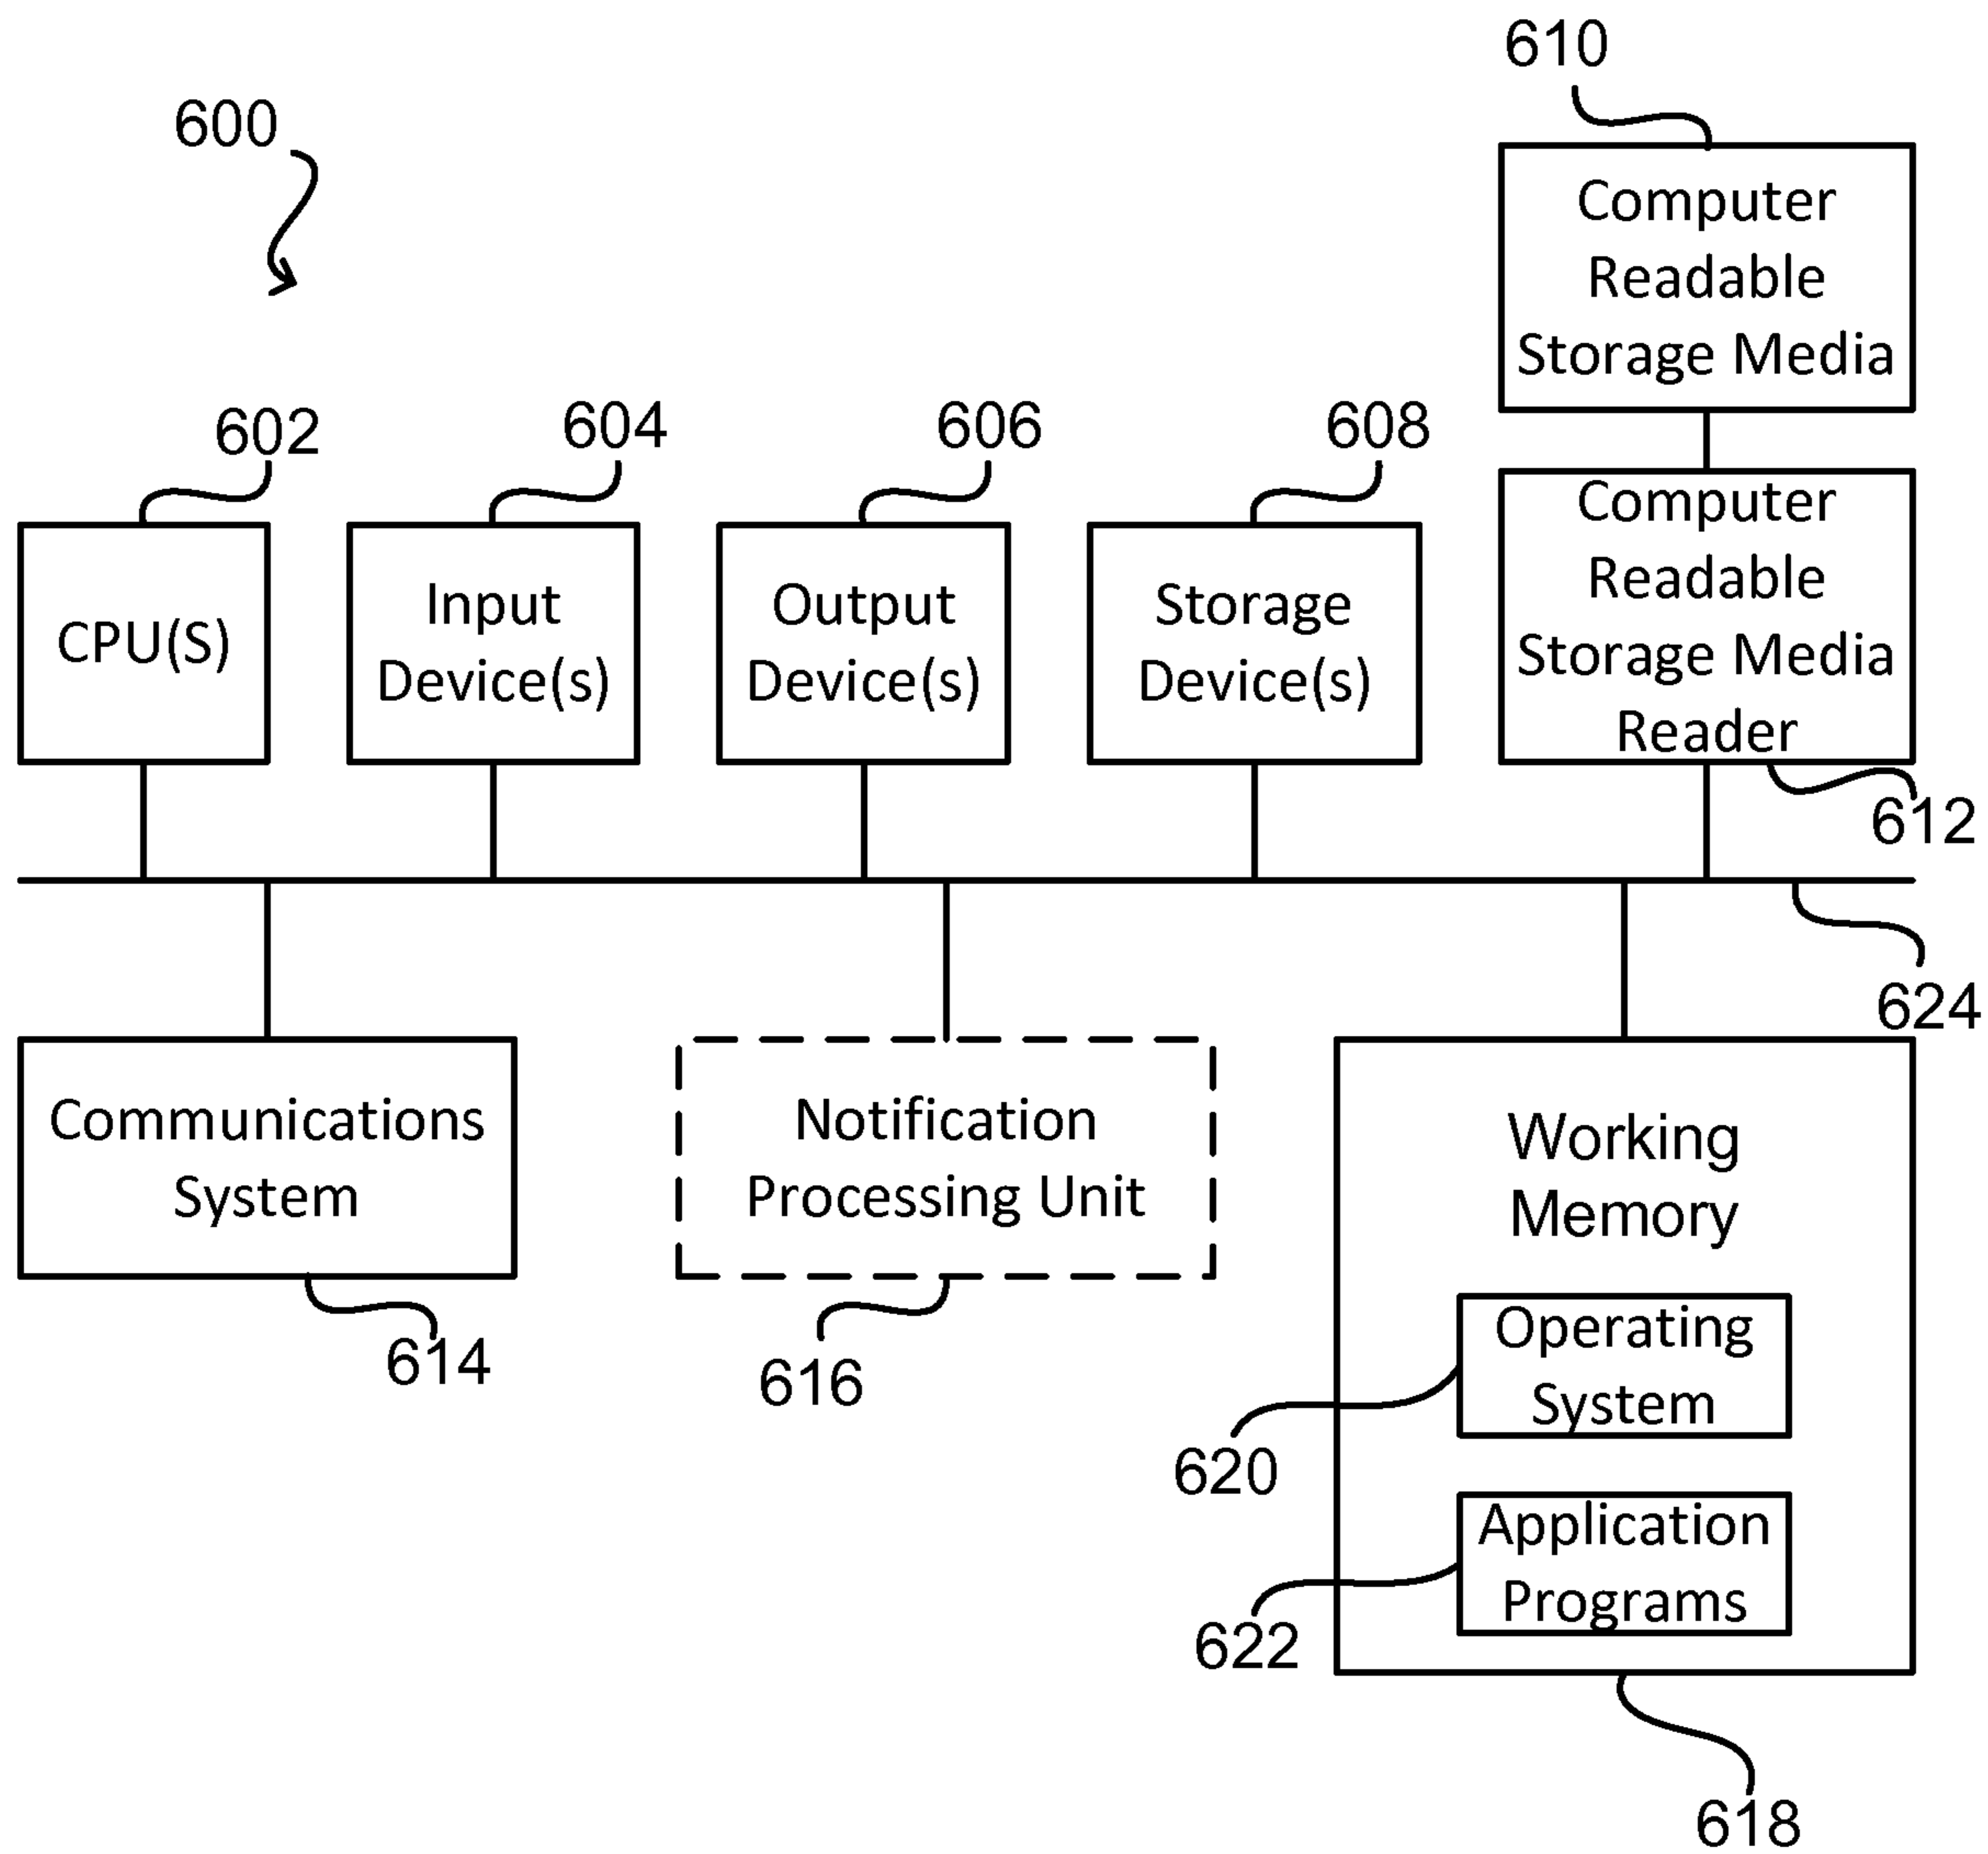 610
600
Computer
Readable
Storage Media
602
604
606
608
CPU(S)
Input
Device(s)
Output
Device(s)
Storage
Device(s)
Computer
Readable
Storage Media
Reader
612
624
Communications
System
614
Notification
Processing Unit
616
Working
Memory
Operating
System
620
Application
Programs
622
618